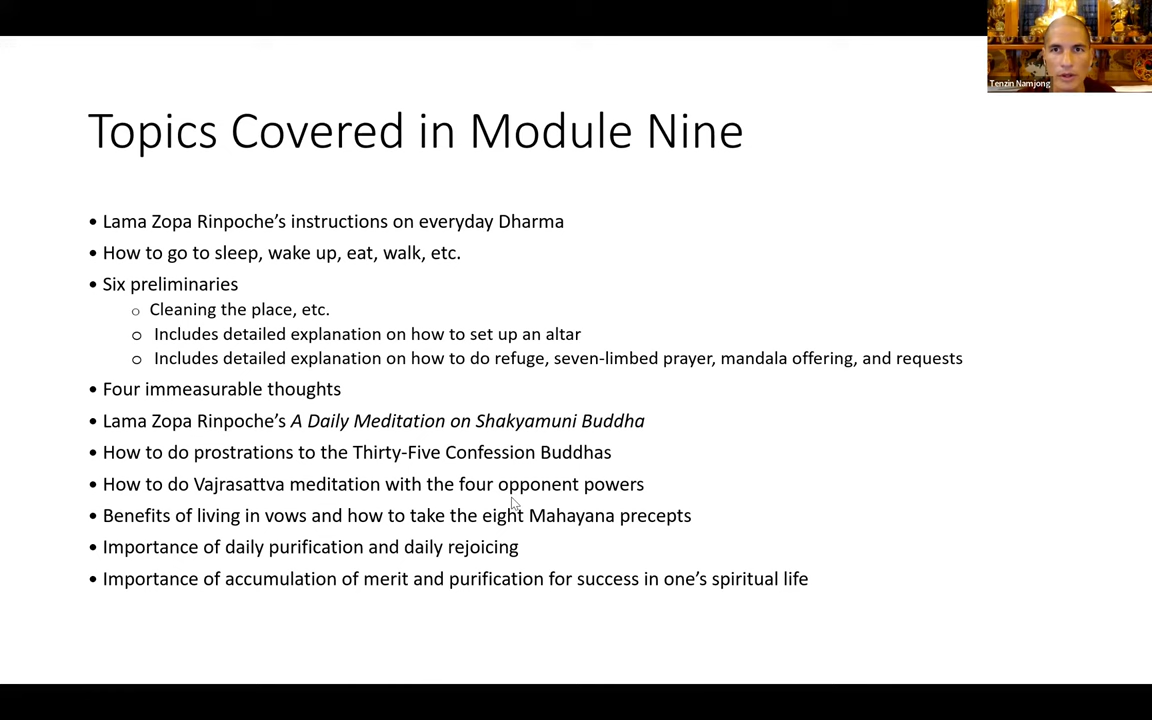 Tenzin Namjong
Topics Covered in Module Nine
• Lama Zopa Rinpoche’s instructions on everyday Dharma
• How to go to sleep, wake up, eat, walk, etc.
• Six preliminaries
o Cleaning the place, etc.
o Includes detailed explanation on how to set up an altar
o Includes detailed explanation on how to do refuge, seven-limbed prayer, mandala offering, and requests
• Four immeasurable thoughts
• Lama Zopa Rinpoche’s A Daily Meditation on Shakyamuni Buddha
• How to do prostrations to the Thirty-Five Confession Buddhas
• How to do Vajrasattva meditation with the four opponent powers
• Benefits of living in vows and how to take the eight Mahayana precepts
• Importance of daily purification and daily rejoicing
• Importance of accumulation of merit and purification for success in one’s spiritual life